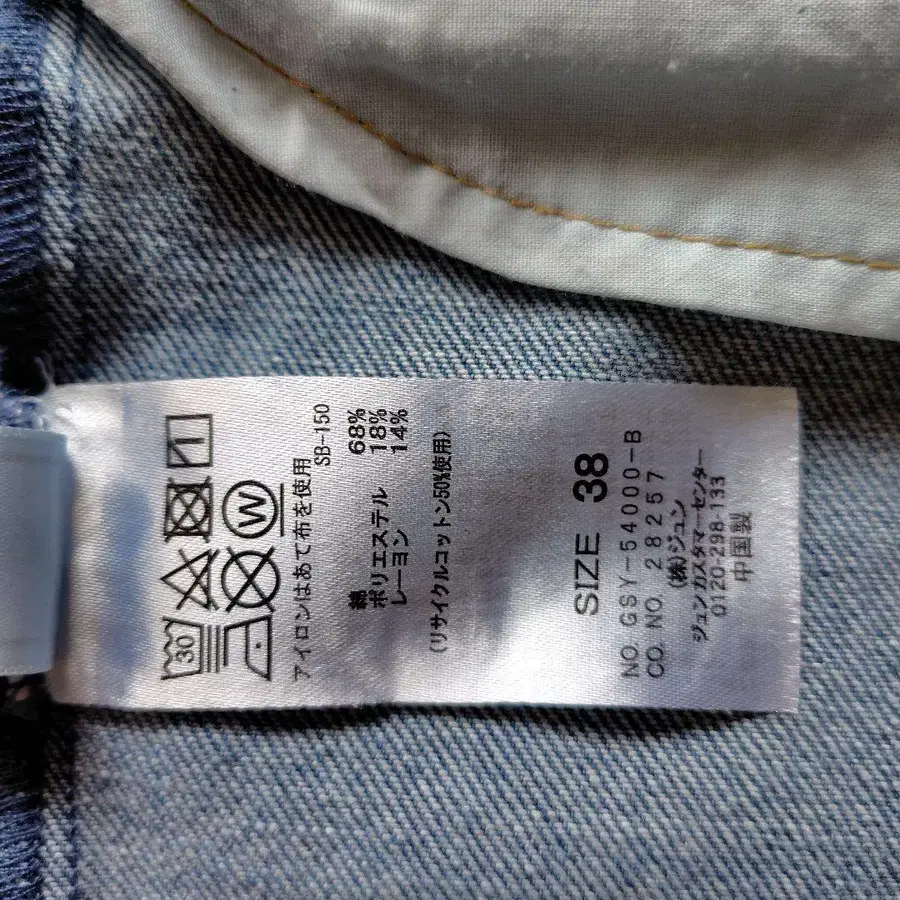 30
W
アイロンはあて布を使用
SB-150
綿 68%
ポリエステル 18%
レーヨン 14%
(リサイクルコットン50%使用)
SIZE 38
NO. GSY-54000-B
CO. NO. 28257
(株)ジュン
ジュンカスタマーセンター
0120-298-133
中国製